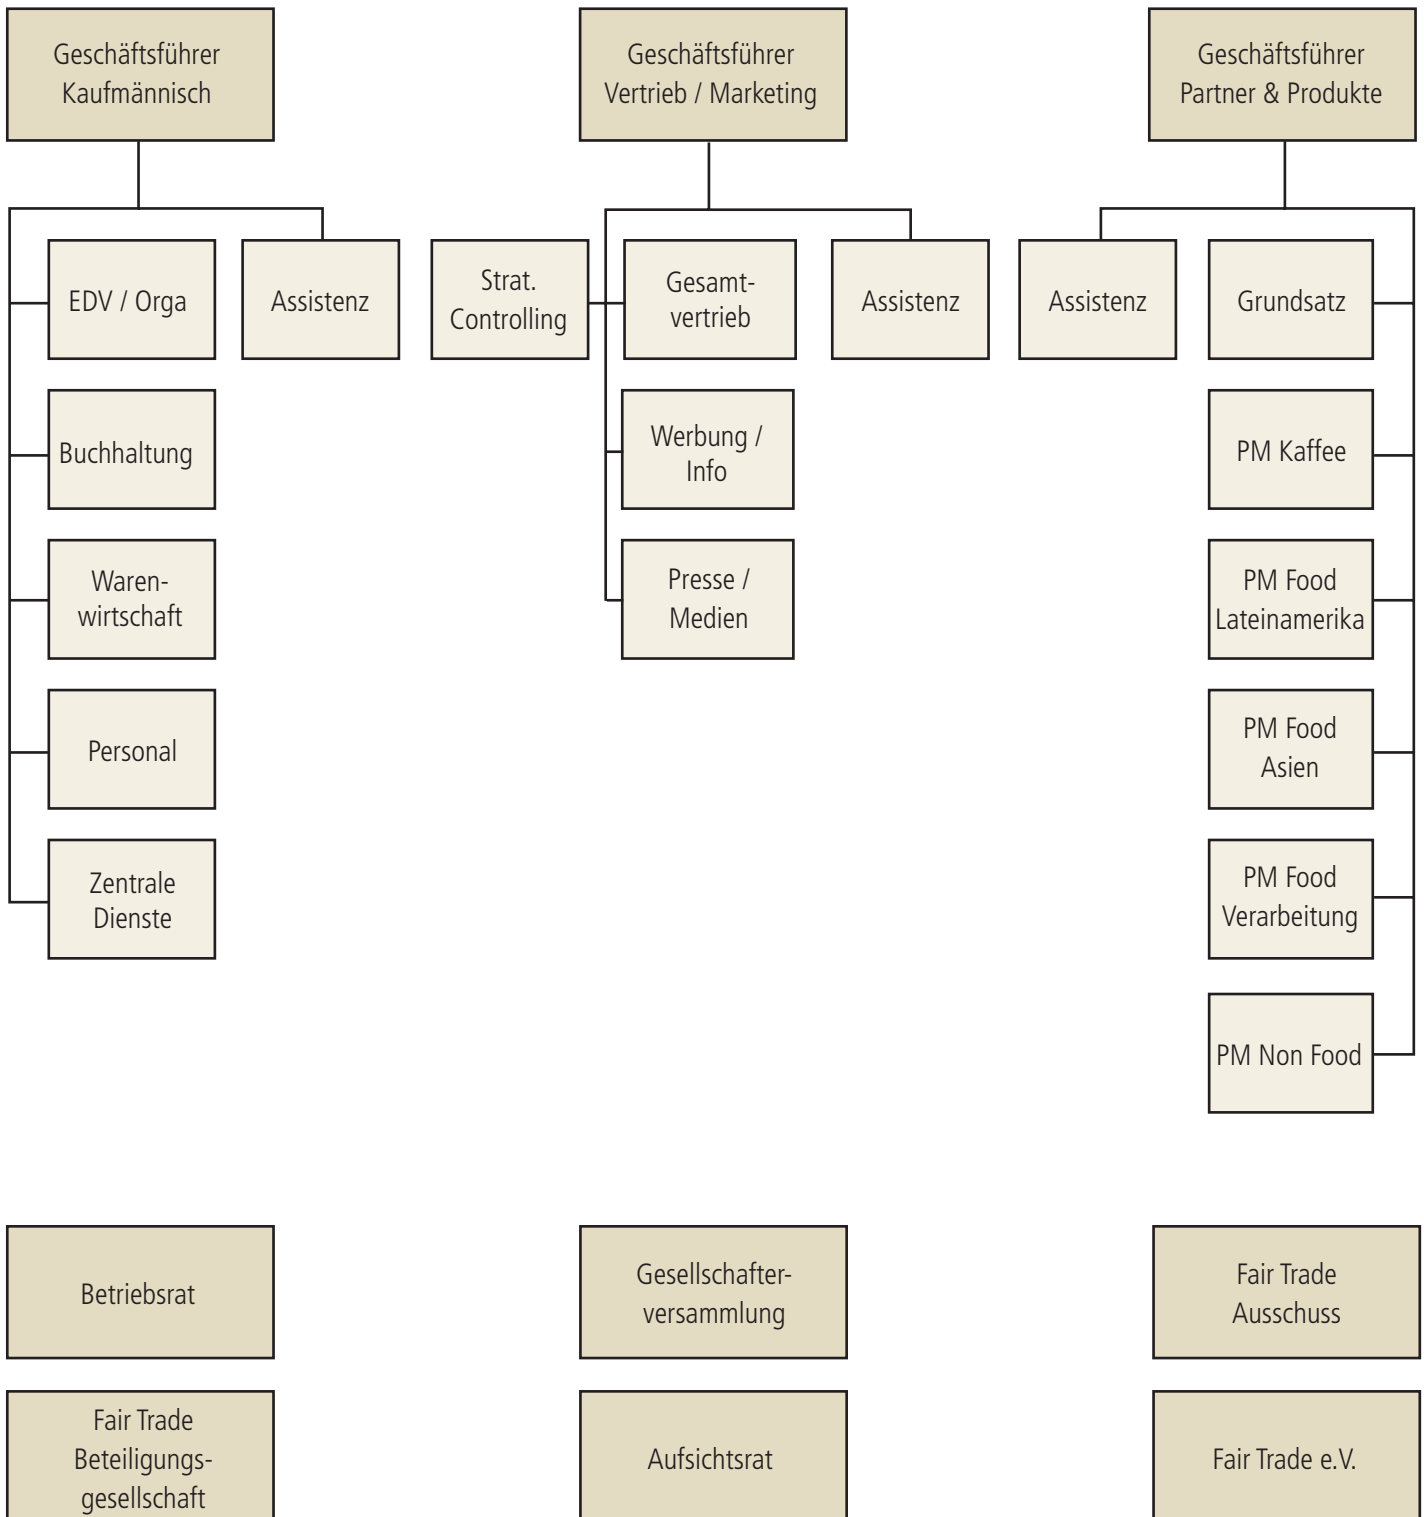 Geschäftsführer
Kaufmännisch
Geschäftsführer
Vertrieb / Marketing
Geschäftsführer
Partner & Produkte
EDV / Orga
Assistenz
Strat.
Controlling
Gesamt-
vertrieb
Assistenz
Assistenz
Grundsatz
Buchhaltung
Werbung /
Info
PM Kaffee
Waren-
wirtschaft
Presse /
Medien
PM Food
Lateinamerika
Personal
PM Food
Asien
Zentrale
Dienste
PM Food
Verarbeitung
PM Non Food
Betriebsrat
Gesellschafter-
versammlung
Fair Trade
Ausschuss
Fair Trade
Beteiligungs-
gesellschaft
Aufsichtsrat
Fair Trade e.V.